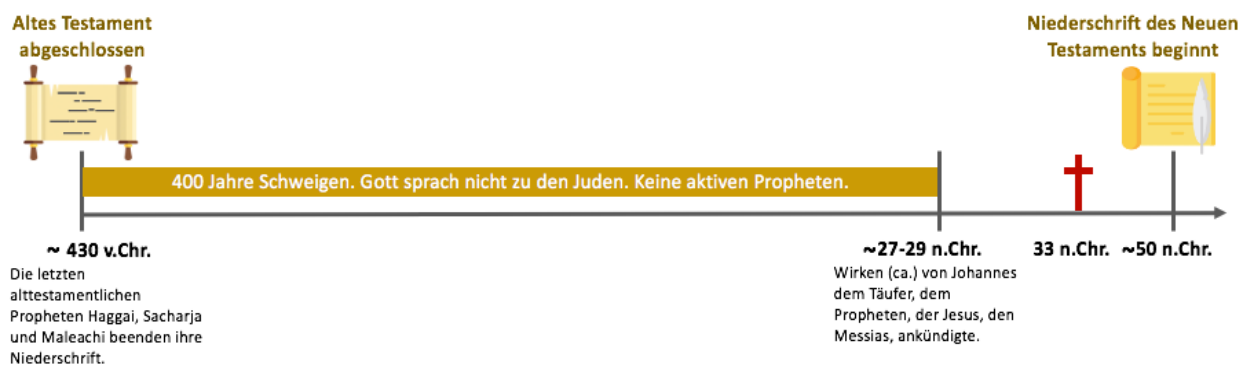 Altes Testament
abgeschlossen
Niederschrift des Neuen
Testaments beginnt
400 Jahre Schweigen. Gott sprach nicht zu den Juden. Keine aktiven Propheten.
~ 430 v.Chr.
Die letzten
alttestamentlichen
Propheten Haggai, Sacharja
und Maleachi beenden ihre
Niederschrift.
~27-29 n.Chr.
Wirken (ca.) von Johannes
dem Täufer, dem
Propheten, der Jesus, den
Messias, ankündigte.
33 n.Chr.
~50 n.Chr.